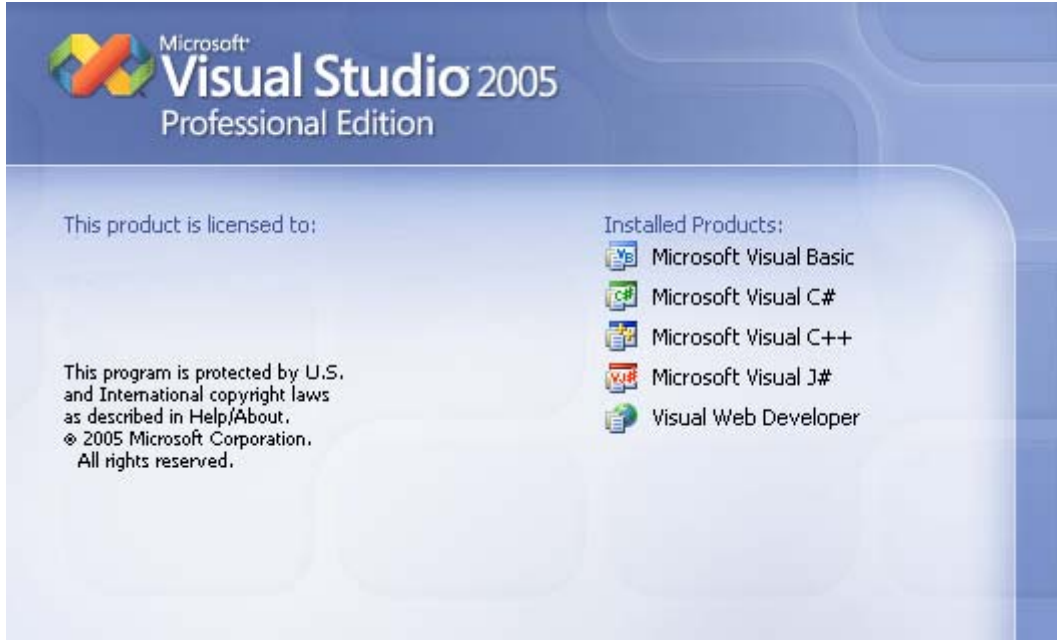 Microsoft®
Visual Studio® 2005
Professional Edition
This product is licensed to:
This program is protected by U.S.
and International copyright laws
as described in Help/About.
© 2005 Microsoft Corporation.
All rights reserved.
Installed Products:
VB Microsoft Visual Basic
C# Microsoft Visual C#
++ Microsoft Visual C++
VJ# Microsoft Visual J#
Visual Web Developer